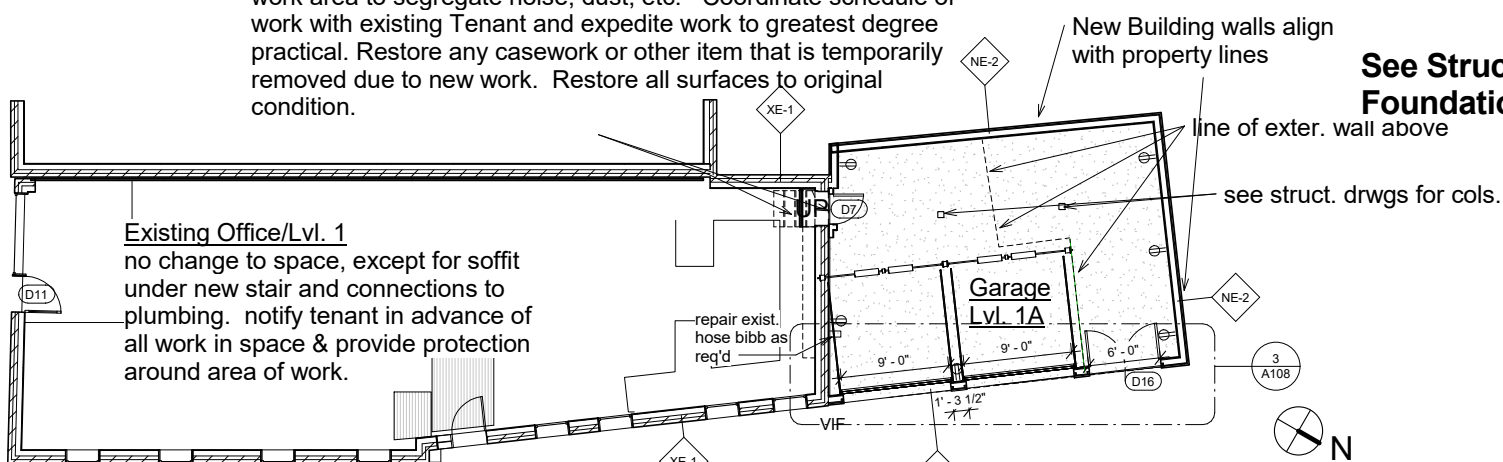 work area to segregate noise, dust, etc. Coordinate schedule of
work with existing Tenant and expedite work to greatest degree
practical. Restore any casework or other item that is temporarily
removed due to new work. Restore all surfaces to original
condition.
New Building walls align
with property lines
See Struc
Foundatio
NE-2
XE-1
line of exter. wall above
see struct. drwgs for cols.
UP
D7
Existing Office/Lvl. 1
no change to space, except for soffit
under new stair and connections to
plumbing. notify tenant in advance of
all work in space & provide protection
around area of work.
D11
Garage
Lvl. 1A
NE-2
repair exist.
hose bibb as
req'd
9' - 0"
9' - 0"
6' - 0"
3
A108
D16
1' - 3 1/2"
VIF
N
XE-1